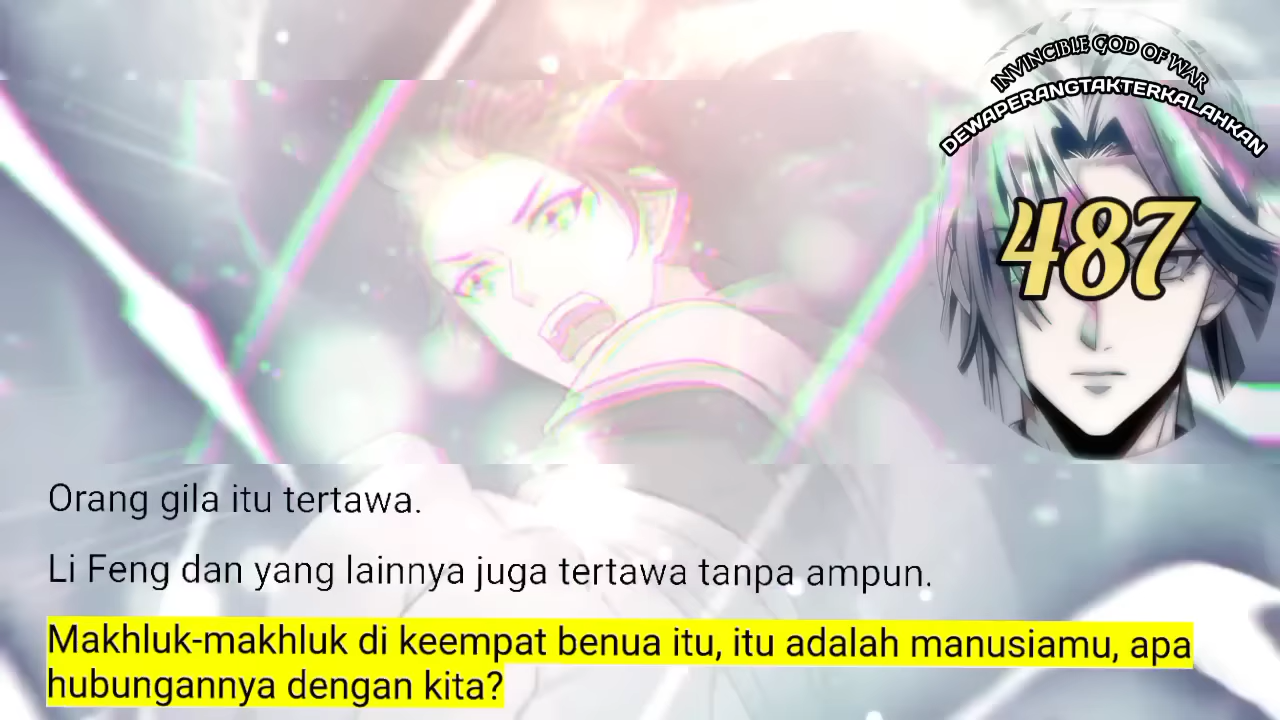 INVINCIBLE GOD OF WAR
DEWAPERANGTAKTERKALAHKAN
487
Orang gila itu tertawa.
Li Feng dan yang lainnya juga tertawa tanpa ampun.
Makhluk-makhluk di keempat benua itu, itu adalah manusiamu, apa
hubungannya dengan kita?